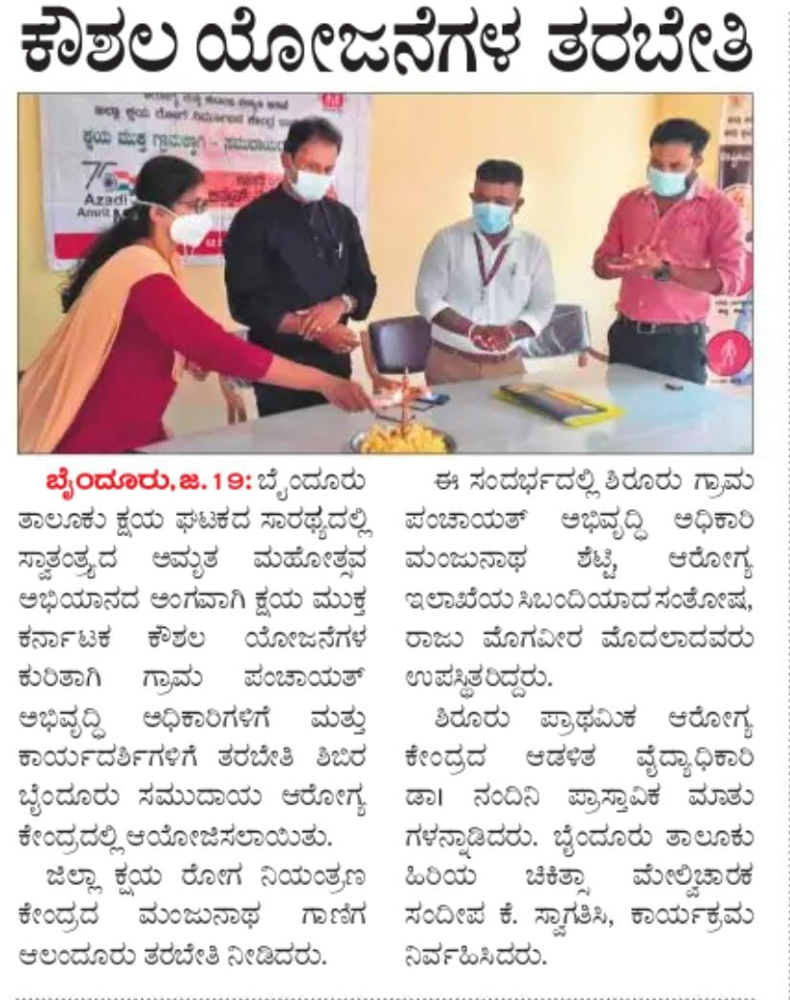 ಕೌಶಲ ಯೋಜನೆಗಳ ತರಬೇತಿ
ಜಿಲ್ಲಾ ಕ್ಷಯ ರೋಗ ನಿರ್ಮೂಲನ ಕೇಂದ್ರ
ಕ್ಷಯ ಮುಕ್ತ ಗ್ರಾಮಕ್ಕಾಗಿ - ಸಮುದಾಯ
75
Azadi
Amrit
ಬೈಂದೂರು, ಜ. 19: ಬೈಂದೂರು
ತಾಲೂಕು ಕ್ಷಯ ಘಟಕದ ಸಾರಥ್ಯದಲ್ಲಿ
ಸ್ವಾತಂತ್ರ್ಯದ ಅಮೃತ ಮಹೋತ್ಸವ
ಅಭಿಯಾನದ ಅಂಗವಾಗಿ ಕ್ಷಯ ಮುಕ್ತ
ಕರ್ನಾಟಕ ಕೌಶಲ ಯೋಜನೆಗಳ
ಕುರಿತಾಗಿ ಗ್ರಾಮ ಪಂಚಾಯತ್
ಅಭಿವೃದ್ಧಿ ಅಧಿಕಾರಿಗಳಿಗೆ ಮತ್ತು
ಕಾರ್ಯದರ್ಶಿಗಳಿಗೆ ತರಬೇತಿ ಶಿಬಿರ
ಬೈಂದೂರು ಸಮುದಾಯ ಆರೋಗ್ಯ
ಕೇಂದ್ರದಲ್ಲಿ ಆಯೋಜಿಸಲಾಯಿತು.
ಜಿಲ್ಲಾ ಕ್ಷಯ ರೋಗ ನಿಯಂತ್ರಣ
ಕೇಂದ್ರದ ಮಂಜುನಾಥ ಗಾಣಿಗ
ಆಲಂದೂರು ತರಬೇತಿ ನೀಡಿದರು.
ಈ ಸಂದರ್ಭದಲ್ಲಿ ಶಿರೂರು ಗ್ರಾಮ
ಪಂಚಾಯತ್ ಅಭಿವೃದ್ಧಿ ಅಧಿಕಾರಿ
ಮಂಜುನಾಥ ಶೆಟ್ಟಿ, ಆರೋಗ್ಯ
ಇಲಾಖೆಯ ಸಿಬಂದಿಯಾದ ಸಂತೋಷ,
ರಾಜು ಮೊಗವೀರ ಮೊದಲಾದವರು
ಉಪಸ್ಥಿತರಿದ್ದರು.
ಶಿರೂರು ಪ್ರಾಥಮಿಕ ಆರೋಗ್ಯ
ಕೇಂದ್ರದ ಆಡಳಿತ ವೈದ್ಯಾಧಿಕಾರಿ
ಡಾ| ನಂದಿನಿ ಪ್ರಾಸ್ತಾವಿಕ ಮಾತು
ಗಳನ್ನಾಡಿದರು. ಬೈಂದೂರು ತಾಲೂಕು
ಹಿರಿಯ ಚಿಕಿತ್ಸಾ ಮೇಲ್ವಿಚಾರಕ
ಸಂದೀಪ ಕೆ. ಸ್ವಾಗತಿಸಿ, ಕಾರ್ಯಕ್ರಮ
ನಿರ್ವಹಿಸಿದರು.